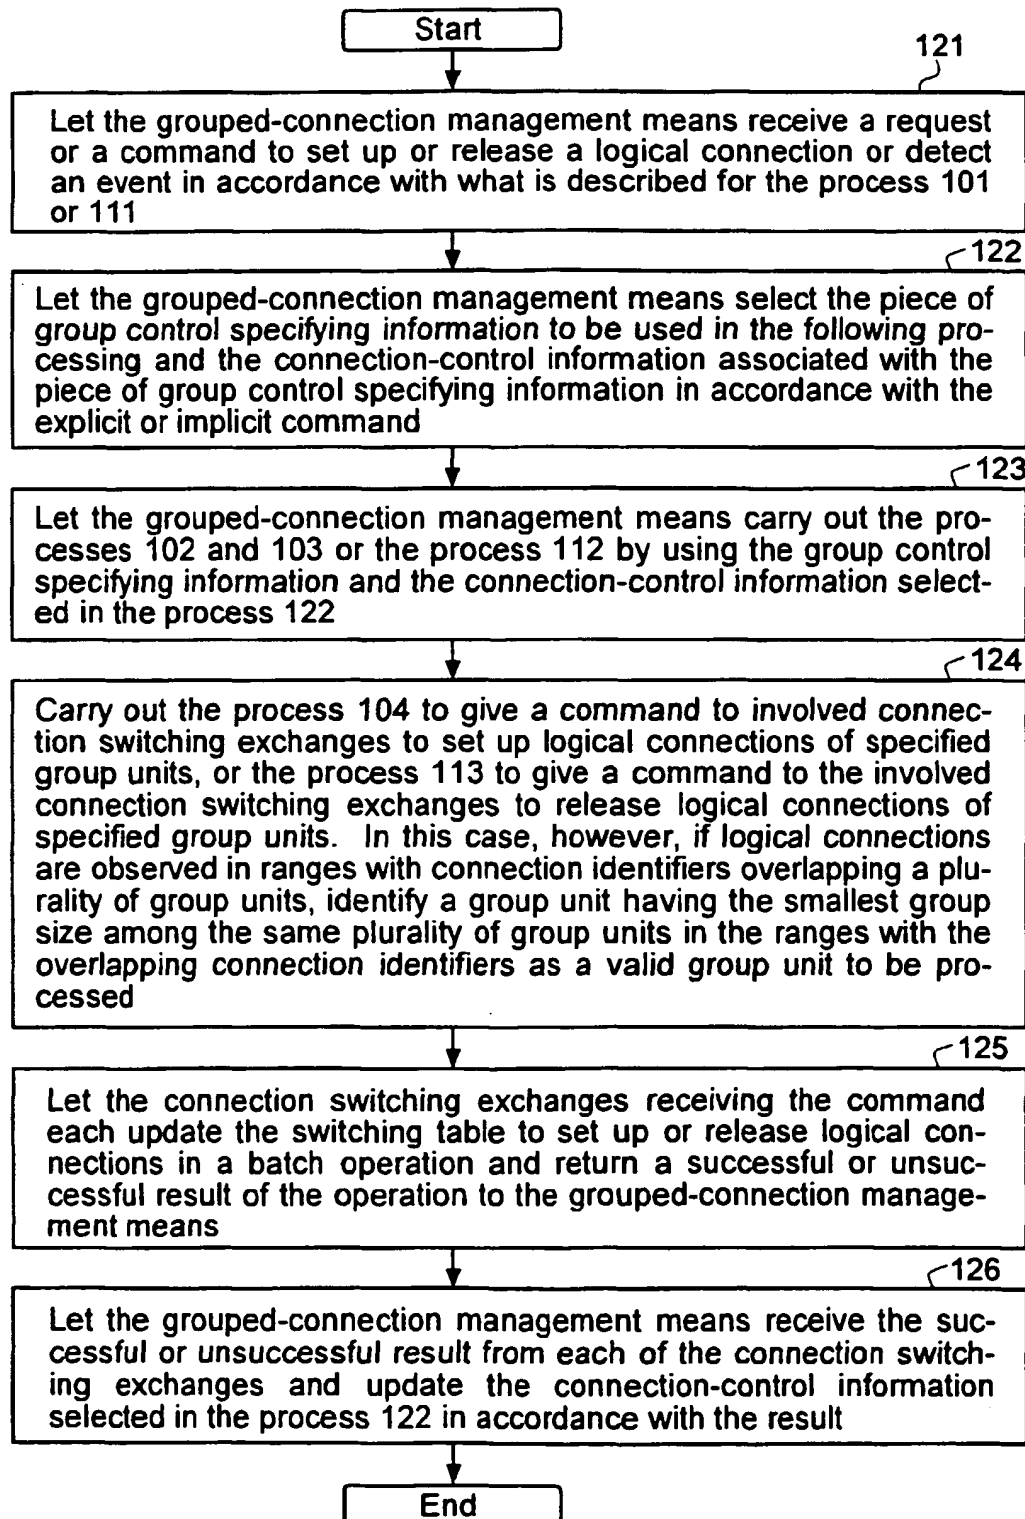 Start
121
Let the grouped-connection management means receive a request
or a command to set up or release a logical connection or detect
an event in accordance with what is described for the process 101
or 111
122
Let the grouped-connection management means select the piece of
group control specifying information to be used in the following pro-
cessing and the connection-control information associated with the
piece of group control specifying information in accordance with the
explicit or implicit command
123
Let the grouped-connection management means carry out the pro-
cesses 102 and 103 or the process 112 by using the group control
specifying information and the connection-control information select-
ed in the process 122
124
Carry out the process 104 to give a command to involved connec-
tion switching exchanges to set up logical connections of specified
group units, or the process 113 to give a command to the involved
connection switching exchanges to release logical connections of
specified group units. In this case, however, if logical connections
are observed in ranges with connection identifiers overlapping a plu-
rality of group units, identify a group unit having the smallest group
size among the same plurality of group units in the ranges with the
overlapping connection identifiers as a valid group unit to be pro-
cessed
125
Let the connection switching exchanges receiving the command
each update the switching table to set up or release logical con-
nections in a batch operation and return a successful or unsuc-
cessful result of the operation to the grouped-connection manage-
ment means
126
Let the grouped-connection management means receive the suc-
cessful or unsuccessful result from each of the connection switch-
ing exchanges and update the connection-control information
selected in the process 122 in accordance with the result
End